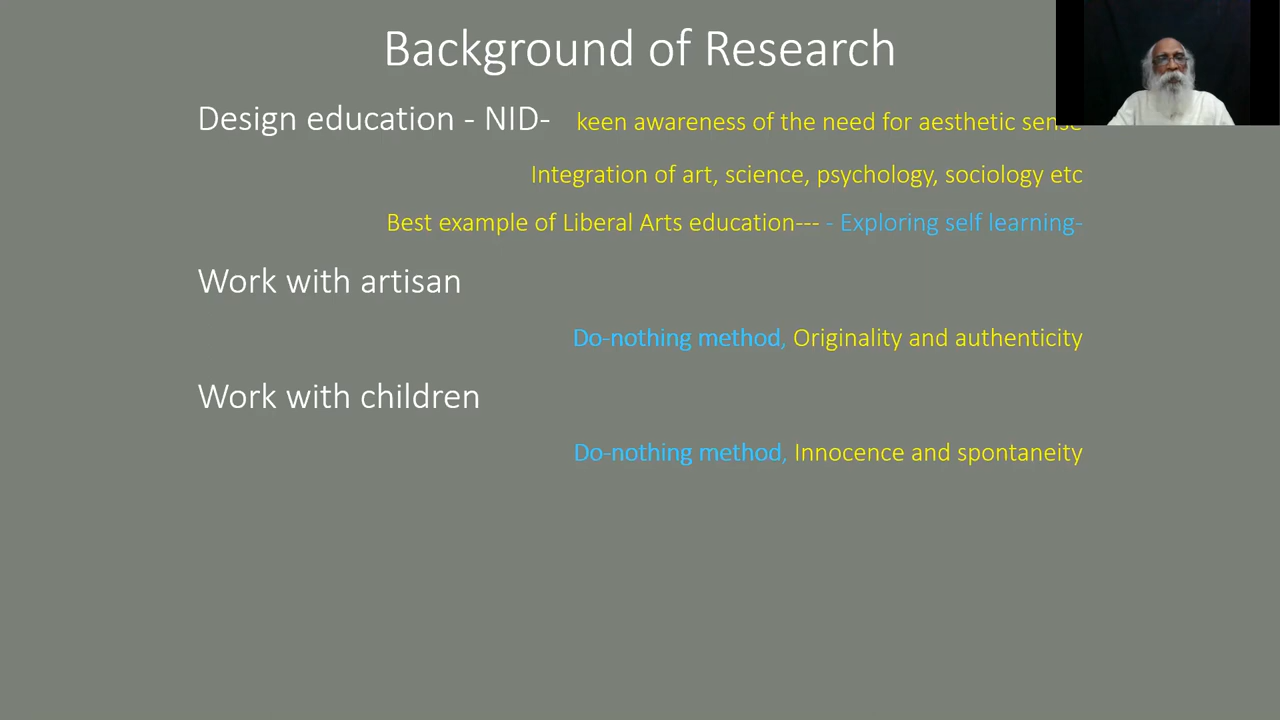 Background of Research
Design education - NID- keen awareness of the need for aesthetic sense
Integration of art, science, psychology, sociology etc
Best example of Liberal Arts education--- - Exploring self learning-
Work with artisan
Do-nothing method, Originality and authenticity
Work with children
Do-nothing method, Innocence and spontaneity